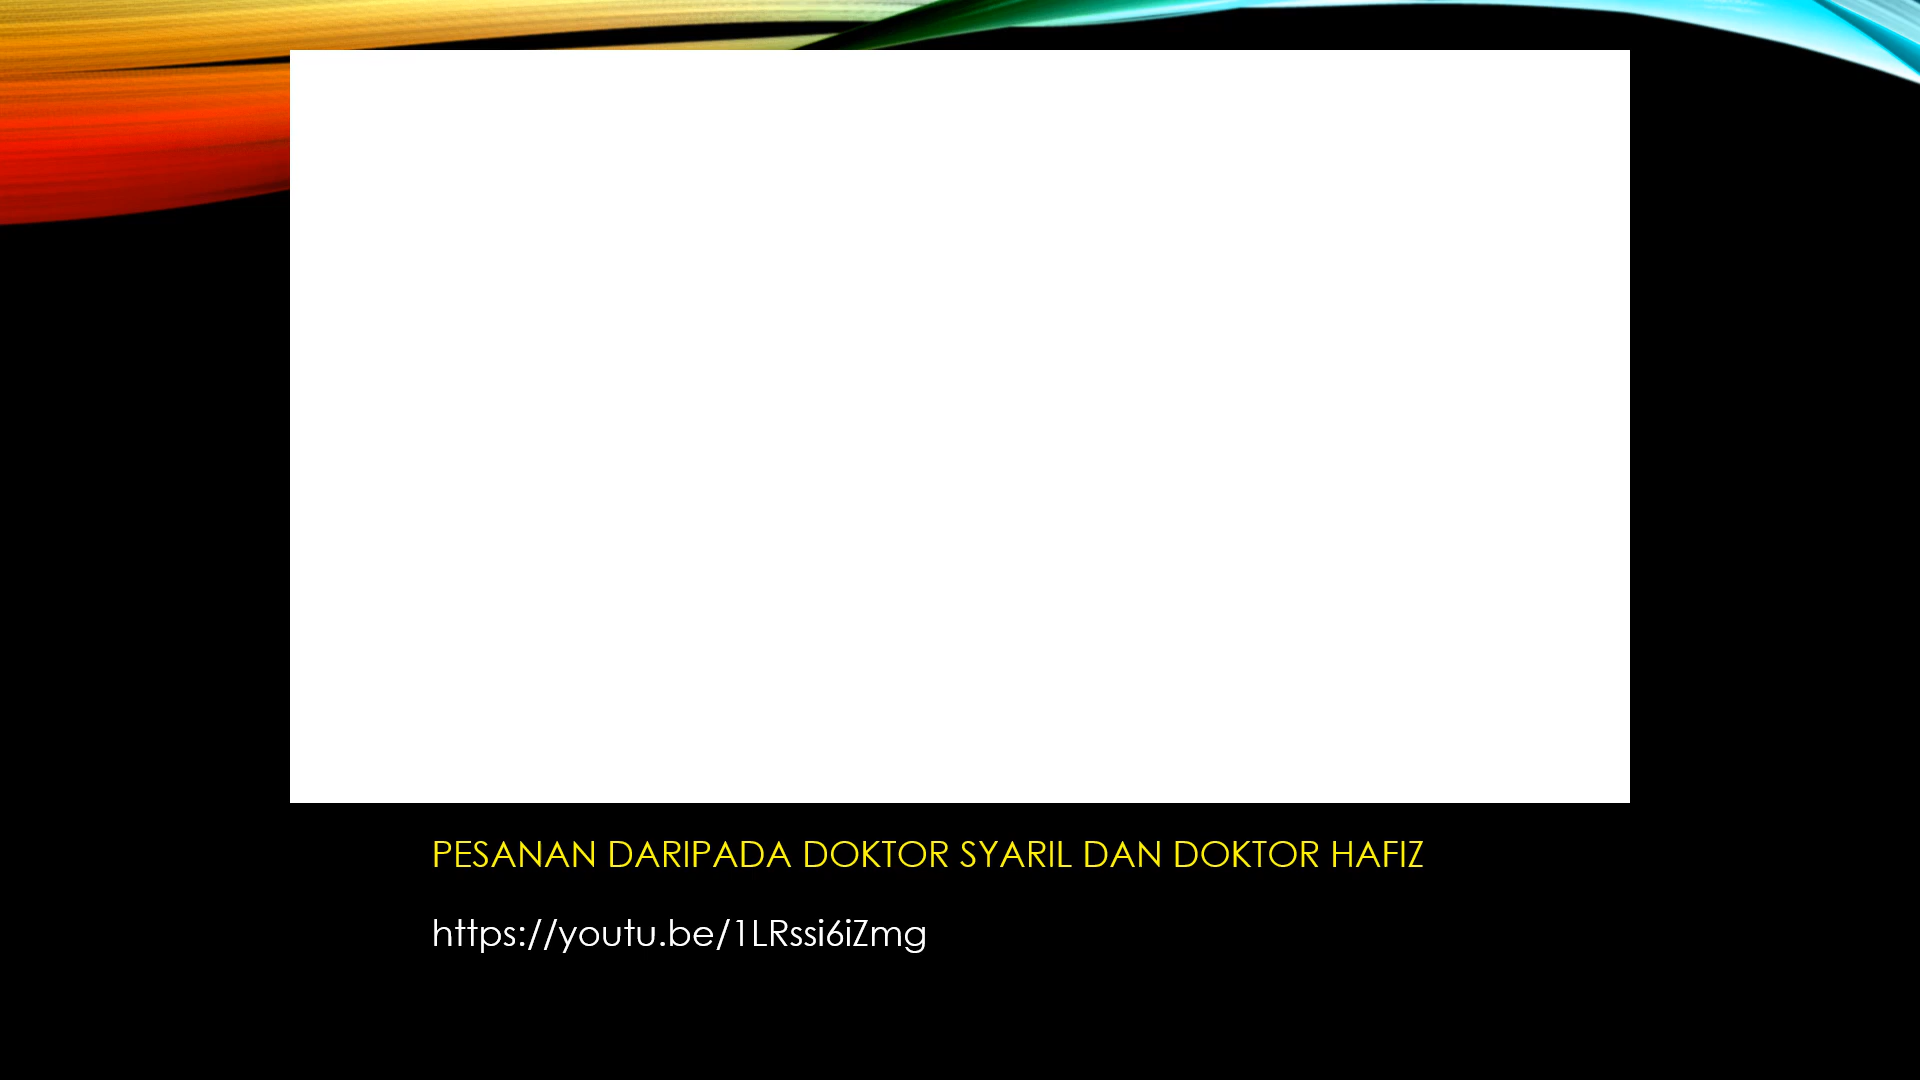 PESANAN DARIPADA DOKTOR SYARIL DAN DOKTOR HAFIZ
https://youtu.be/1LRssi6iZmg